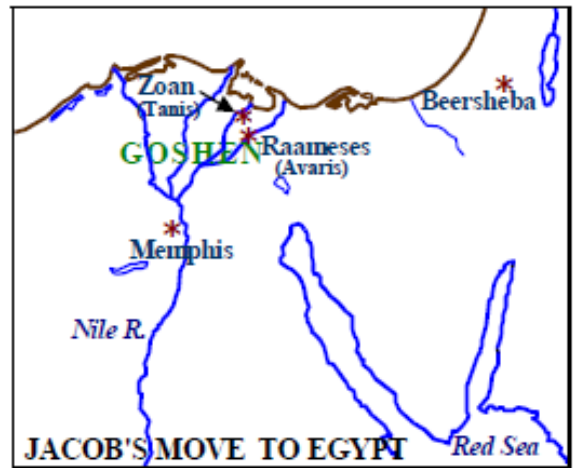 Zoan
(Tanis)
Beersheba
GOSHEN
Raameses
(Avaris)
Memphis
Nile R.
JACOB'S MOVE TO EGYPT
Red Sea